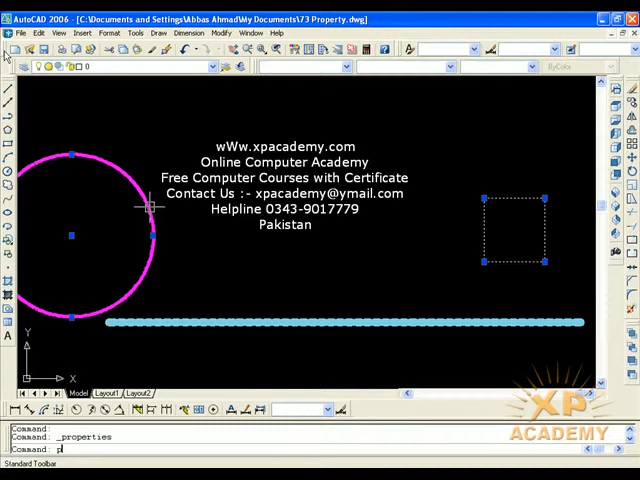 AutoCAD 2006 - [C:\Documents and Settings\Abbas Ahmad\My Documents\73 Property.dwg]
File Edit View Insert Format Tools Draw Dimension Modify Window Help
0
ByColor
wWw.xpacademy.com
Online Computer Academy
Free Computer Courses with Certificate
Contact Us :- xpacademy@ymail.com
Helpline 0343-9017779
Pakistan
Y
X
Model Layout1 Layout2
XP
ACADEMY
Command:
Command: _properties
Command: p
Standard Toolbar